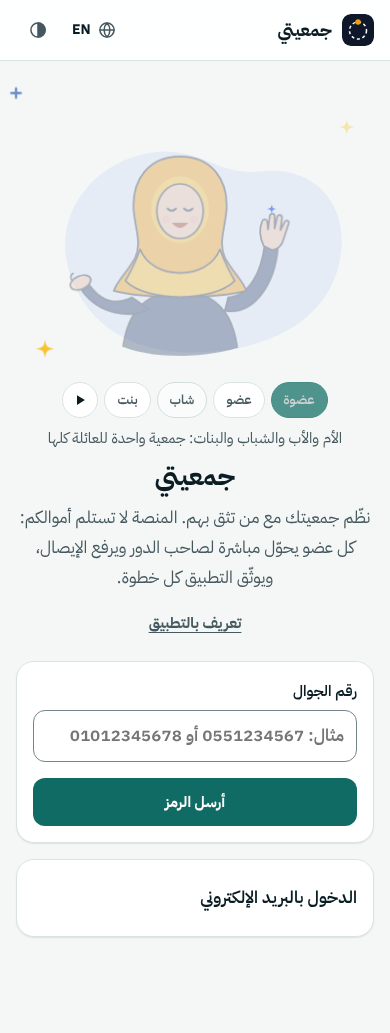 جمعيتي
EN
عضوة
عضو
شاب
بنت
الأم والأب والشباب والبنات: جمعية واحدة للعائلة كلها
جمعيتي
نظّم جمعيتك مع من تثق بهم. المنصة لا تستلم أموالكم:
كل عضو يحوّل مباشرة لصاحب الدور ويرفع الإيصال،
ويوثّق التطبيق كل خطوة.
تعريف بالتطبيق
رقم الجوال
مثال: 0551234567 أو 01012345678
أرسل الرمز
الدخول بالبريد الإلكتروني